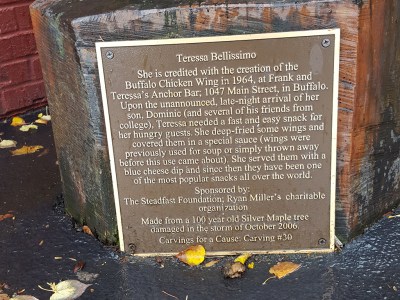 Teressa Bellissimo
She is credited with the creation of the
Buffalo Chicken Wing in 1964, at Frank and
Teressa's Anchor Bar; 1047 Main Street, in Buffalo.
Upon the unannounced, late-night arrival of her
son, Dominic (and several of his friends from
college), Teressa needed a fast and easy snack for
her hungry guests. She deep-fried some wings and
covered them in a special sauce (wings were
previously used for soup or simply thrown away
before this use came about). She served them with a
blue cheese dip and since then they have been one
of the most popular snacks all over the world.
Sponsored by:
The Steadfast Foundation; Ryan Miller's charitable
organization
Made from a 100 year old Silver Maple tree
damaged in the storm of October 2006.
Carvings for a Cause: Carving #30